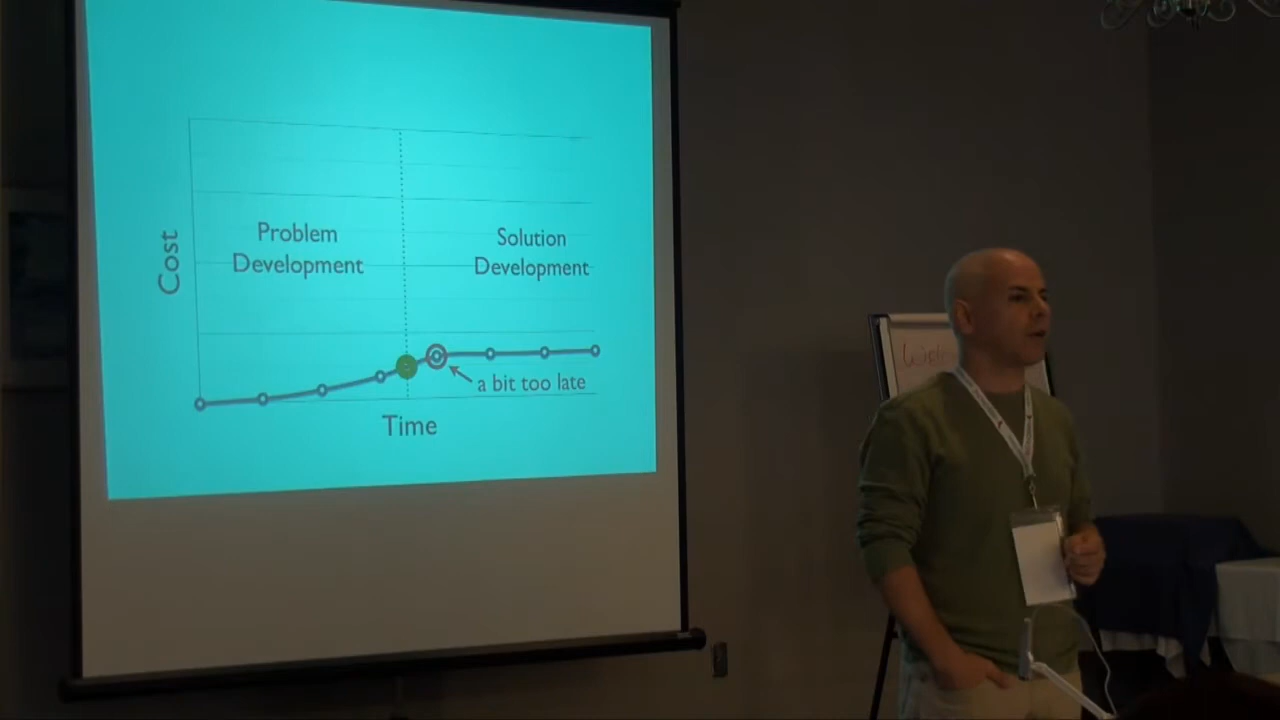 Problem
Development
Solution
Development
Cost
a bit too late
Time